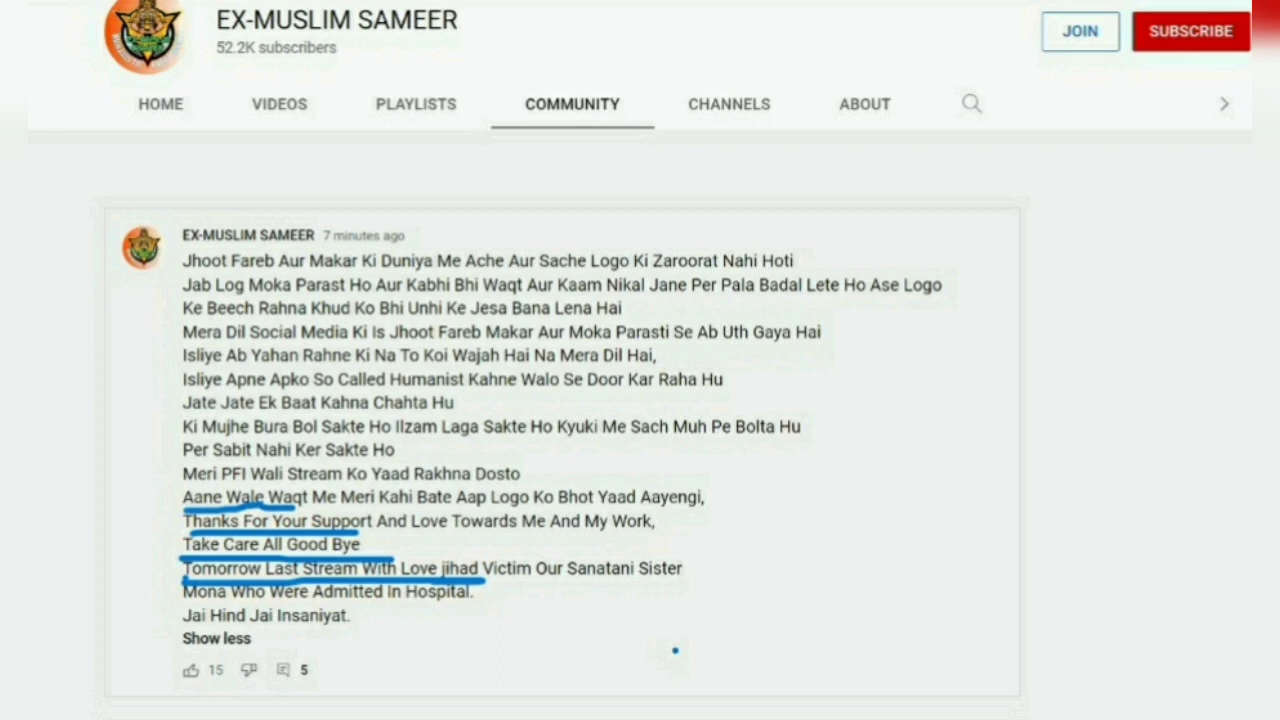 EX-MUSLIM SAMEER
52.2K subscribers
JOIN
SUBSCRIBE
HOME VIDEOS PLAYLISTS COMMUNITY CHANNELS ABOUT
EX-MUSLIM SAMEER 7 minutes ago
Jhoot Fareb Aur Makar Ki Duniya Me Ache Aur Sache Logo Ki Zaroorat Nahi Hoti
Jab Log Moka Parast Ho Aur Kabhi Bhi Waqt Aur Kaam Nikal Jane Per Pala Badal Lete Ho Ase Logo
Ke Beech Rahna Khud Ko Bhi Unhi Ke Jesa Bana Lena Hai
Mera Dil Social Media Ki Is Jhoot Fareb Makar Aur Moka Parasti Se Ab Uth Gaya Hai
Isliye Ab Yahan Rahne Ki Na To Koi Wajah Hai Na Mera Dil Hai,
Isliye Apne Apko So Called Humanist Kahne Walo Se Door Kar Raha Hu
Jate Jate Ek Baat Kahna Chahta Hu
Ki Mujhe Bura Bol Sakte Ho Ilzam Laga Sakte Ho Kyuki Me Sach Muh Pe Bolta Hu
Per Sabit Nahi Ker Sakte Ho
Meri PFI Wali Stream Ko Yaad Rakhna Dosto
Aane Wale Waqt Me Meri Kahi Bate Aap Logo Ko Bhot Yaad Aayengi,
Thanks For Your Support And Love Towards Me And My Work,
Take Care All Good Bye
Tomorrow Last Stream With Love jihad Victim Our Sanatani Sister
Mona Who Were Admitted In Hospital.
Jai Hind Jai Insaniyat.
Show less
15 5